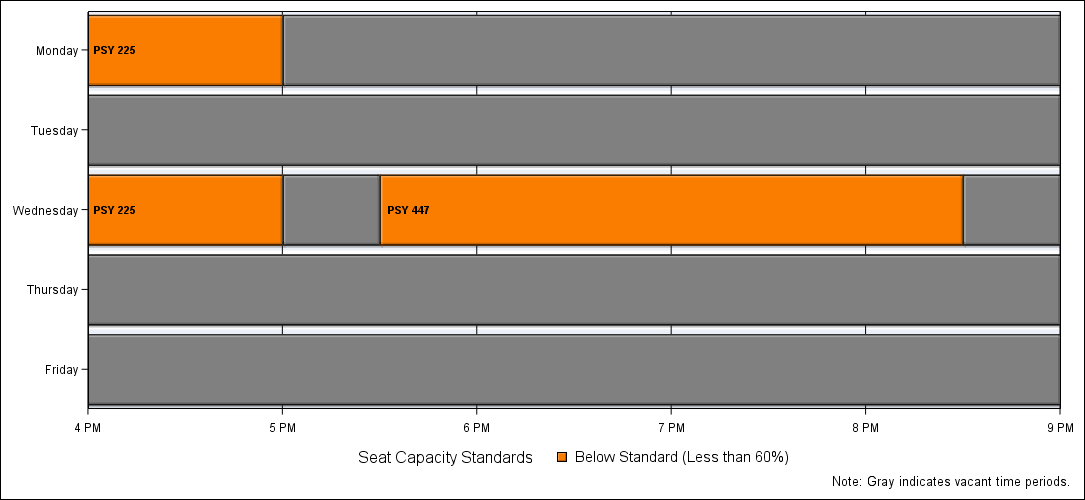 Monday
PSY 225
Tuesday
Wednesday
PSY 225
PSY 447
Thursday
Friday
4 PM 5 PM 6 PM 7 PM 8 PM 9 PM
Seat Capacity Standards Below Standard (Less than 60%)
Note: Gray indicates vacant time periods.